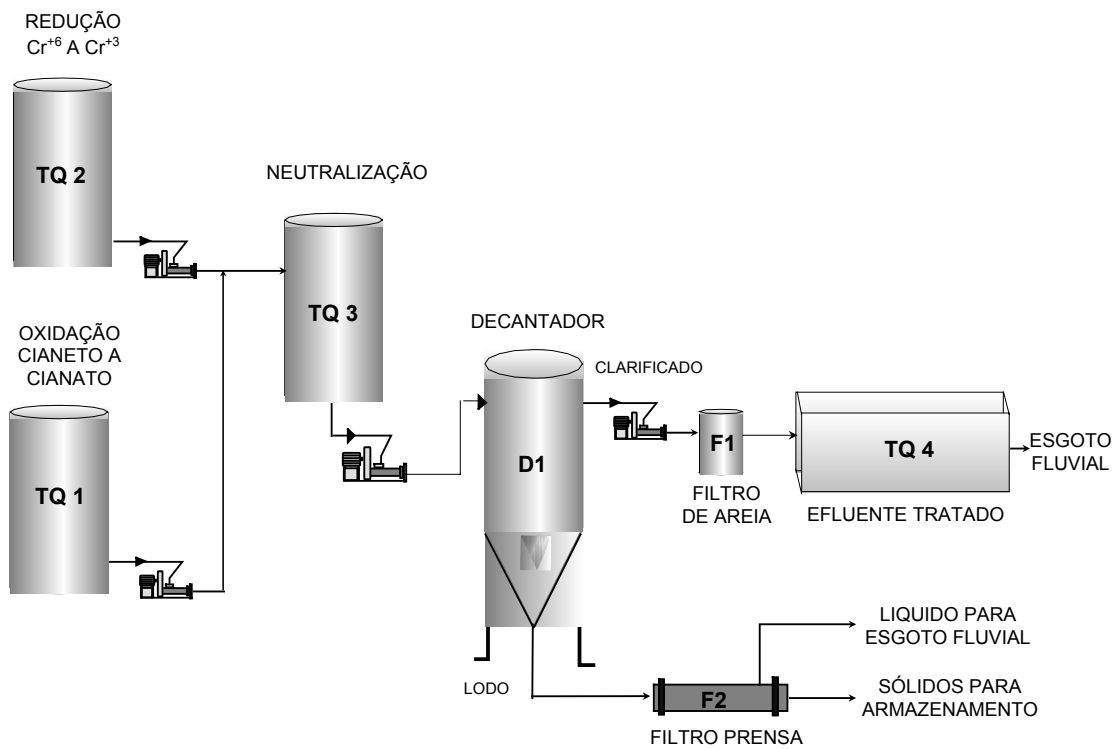 REDUÇÃO
Cr+6 A Cr+3
TQ 2
NEUTRALIZAÇÃO
TQ 3
OXIDAÇÃO
CIANETO A
CIANATO
TQ 1
DECANTADOR
D1
CLARIFICADO
F1
FILTRO
DE AREIA
TQ 4
EFLUENTE TRATADO
ESGOTO
FLUVIAL
LODO
F2
FILTRO PRENSA
LIQUIDO PARA
ESGOTO FLUVIAL
SÓLIDOS PARA
ARMAZENAMENTO